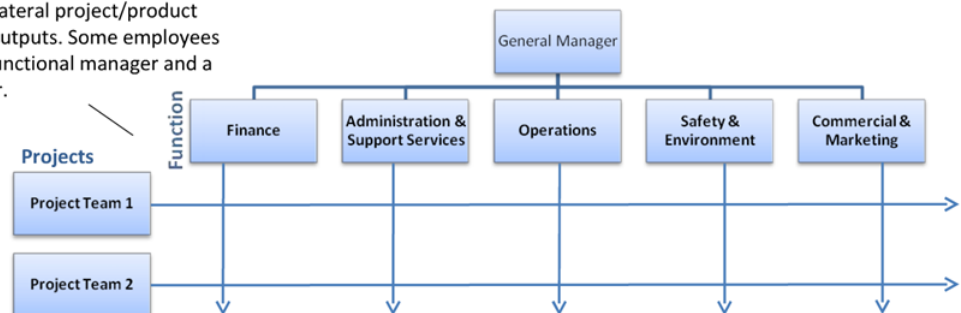 ateral project/product
utputs. Some employees
unctional manager and a
r.
General Manager
Function
Finance
Administration &
Support Services
Operations
Safety &
Environment
Commercial &
Marketing
Projects
Project Team 1
Project Team 2